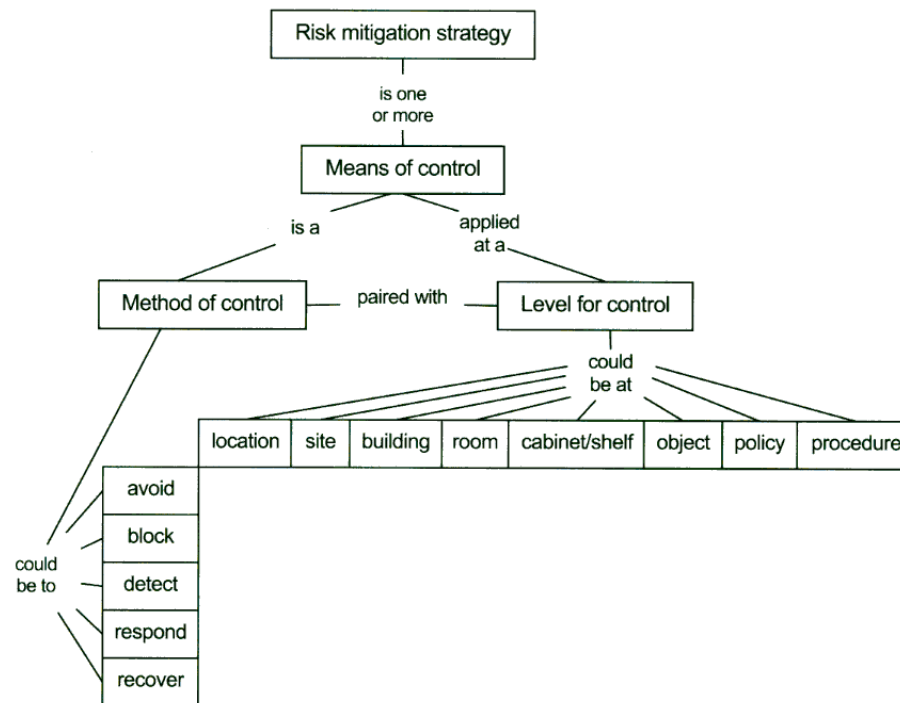 Risk mitigation strategy
is one
or more
Means of control
is a
applied
at a
Method of control
paired with
Level for control
could
be at
location site building room cabinet/shelf object policy procedure
avoid
block
could
be to
detect
respond
recover